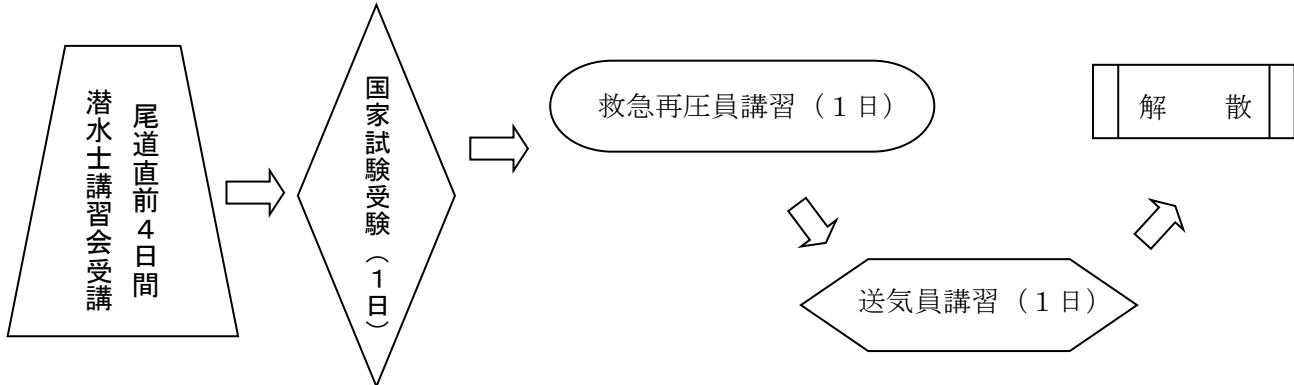 尾道直前４日間
潜水士講習会受講
国家試験受験（１日）
救急再圧員講習（１日）
送気員講習（１日）
解　　散